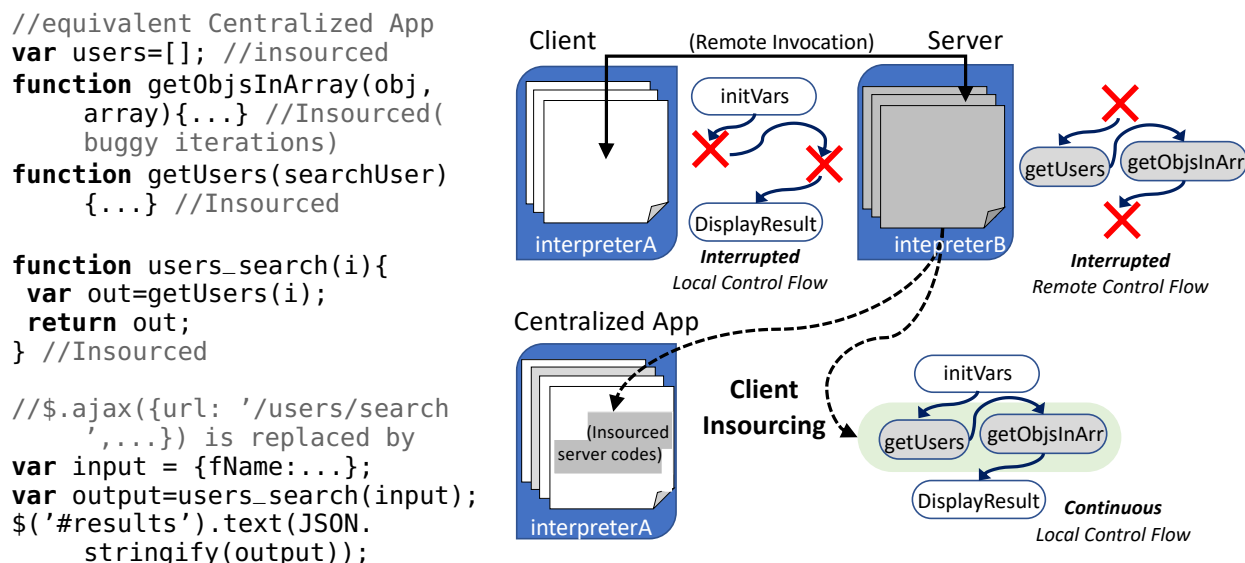 //equivalent Centralized App
var users=[]; //insourced
function getObjsInArray(obj,
array){...} //Insourced(
buggy iterations)
function getUsers(searchUser)
{...} //Insourced
function users_search(i){
var out=getUsers(i);
return out;
} //Insourced
//$.ajax({url: ’/users/search
’,...}) is replaced by
var input = {fName:...};
var output=users_search(input);
$(’#results’).text(JSON.
stringify(output));
Client
(Remote Invocation)
Server
initVars
DisplayResult
interpreterA
Interrupted
Local Control Flow
intepreterB
getUsers
getObjsInArr
Interrupted
Remote Control Flow
Centralized App
(Insourced
server codes)
interpreterA
Client
Insourcing
initVars
getUsers
getObjsInArr
DisplayResult
Continuous
Local Control Flow